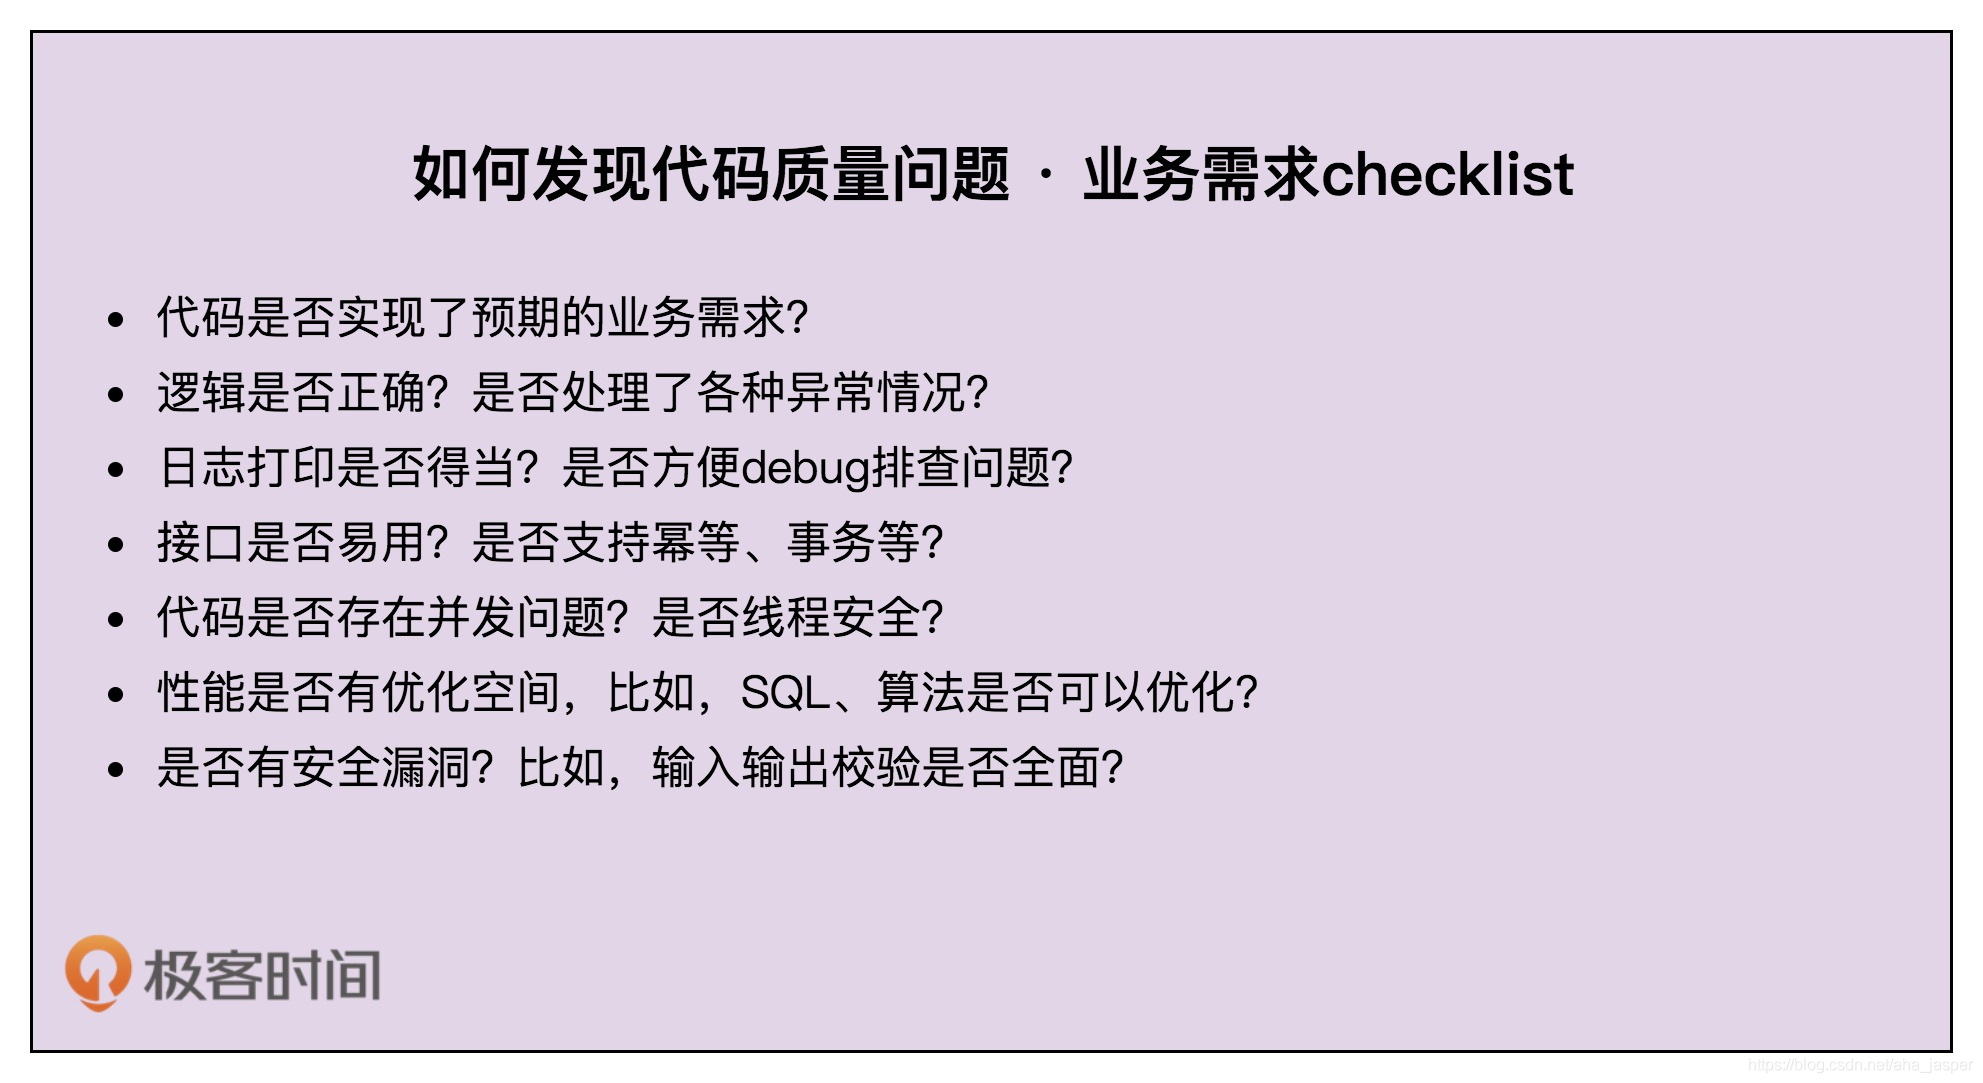 如何发现代码质量问题 · 业务需求checklist
• 代码是否实现了预期的业务需求？
• 逻辑是否正确？是否处理了各种异常情况？
• 日志打印是否得当？是否方便debug排查问题？
• 接口是否易用？是否支持幂等、事务等？
• 代码是否存在并发问题？是否线程安全？
• 性能是否有优化空间，比如，SQL、算法是否可以优化？
• 是否有安全漏洞？比如，输入输出校验是否全面？
极客时间
https://blog.csdn.net/aha_jasper